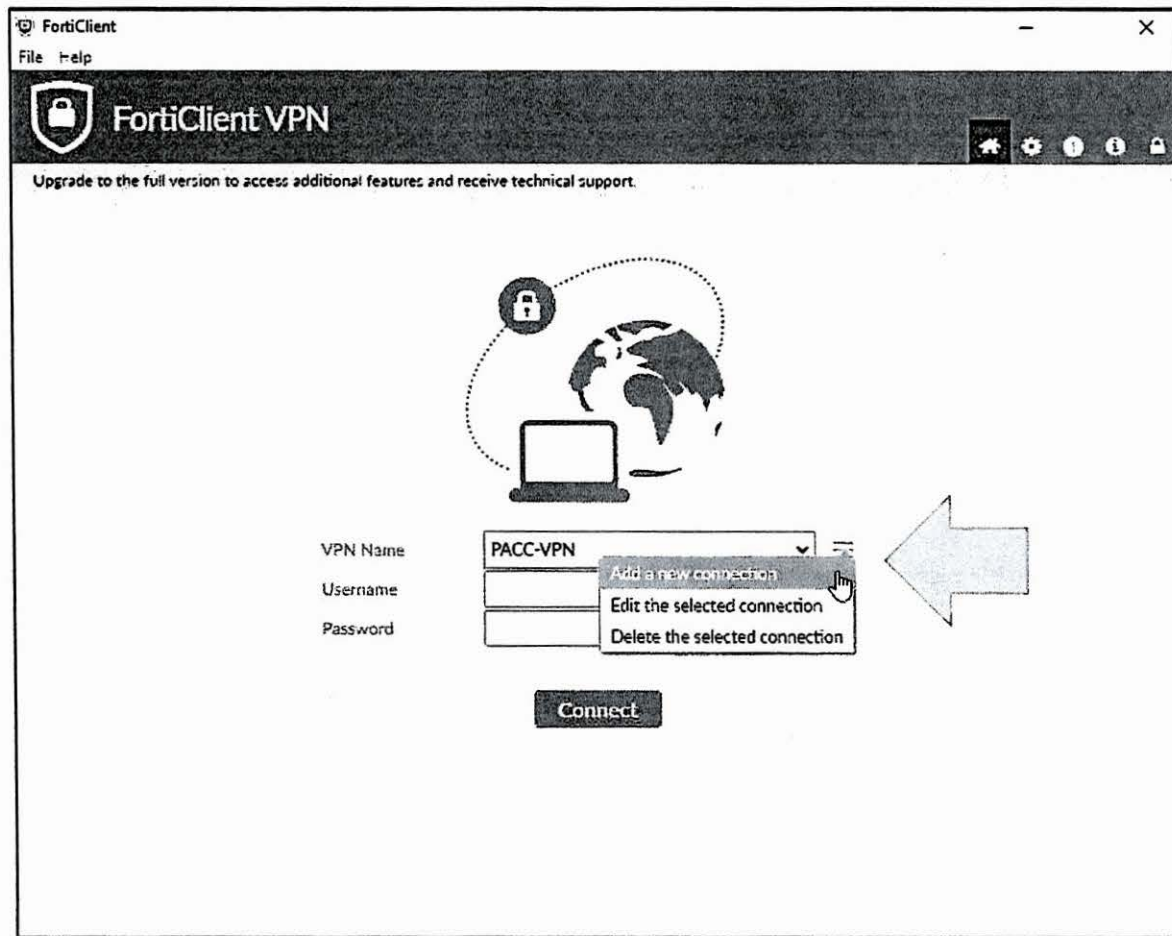 FortiClient
File Help
FortiClient VPN
Upgrade to the full version to access additional features and receive technical support.
VPN Name
PACC-VPN
Add a new connection
Username
Edit the selected connection
Password
Delete the selected connection
Connect